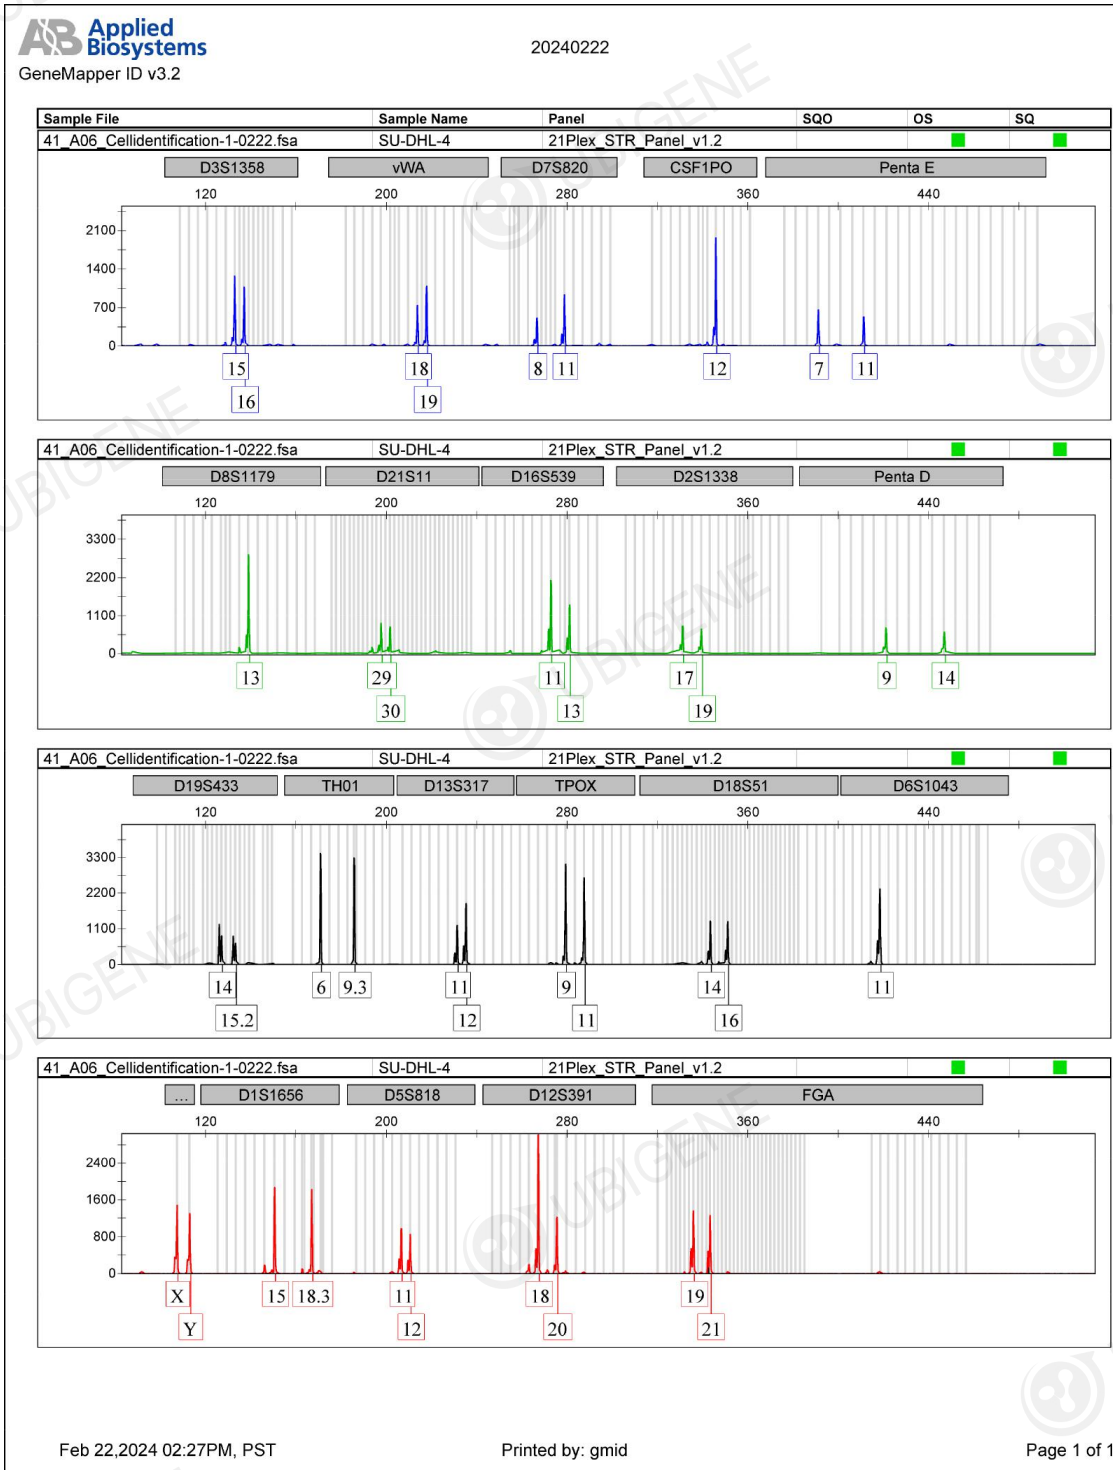 AB Applied
Biosystems
20240222
GeneMapper ID v3.2
Sample File Sample Name Panel SQO OS SQ
41_A06_Cellidentification-1-0222.fsa SU-DHL-4 21Plex_STR_Panel_v1.2
D3S1358 vWA D7S820 CSF1PO Penta E
120 200 280 360 440
2100
1400
700
0
15 18 8 11 12 7 11
16 19
41_A06_Cellidentification-1-0222.fsa SU-DHL-4 21Plex_STR_Panel_v1.2
D8S1179 D21S11 D16S539 D2S1338 Penta D
120 200 280 360 440
3300
2200
1100
0
13 29 11 17 9 14
30 13 19
41_A06_Cellidentification-1-0222.fsa SU-DHL-4 21Plex_STR_Panel_v1.2
D19S433 TH01 D13S317 TPOX D18S51 D6S1043
120 200 280 360 440
3300
2200
1100
0
14 6 9.3 11 9 14 11
15.2 12 11 16
41_A06_Cellidentification-1-0222.fsa SU-DHL-4 21Plex_STR_Panel_v1.2
... D1S1656 D5S818 D12S391 FGA
120 200 280 360 440
2400
1600
800
0
X 15 18.3 11 18 19
Y 12 20 21
Feb 22,2024 02:27PM, PST Printed by: gmid Page 1 of 1
UBIGENE
UBIGENE
UBIGENE
UBIGENE
UBIGENE
UBIGENE